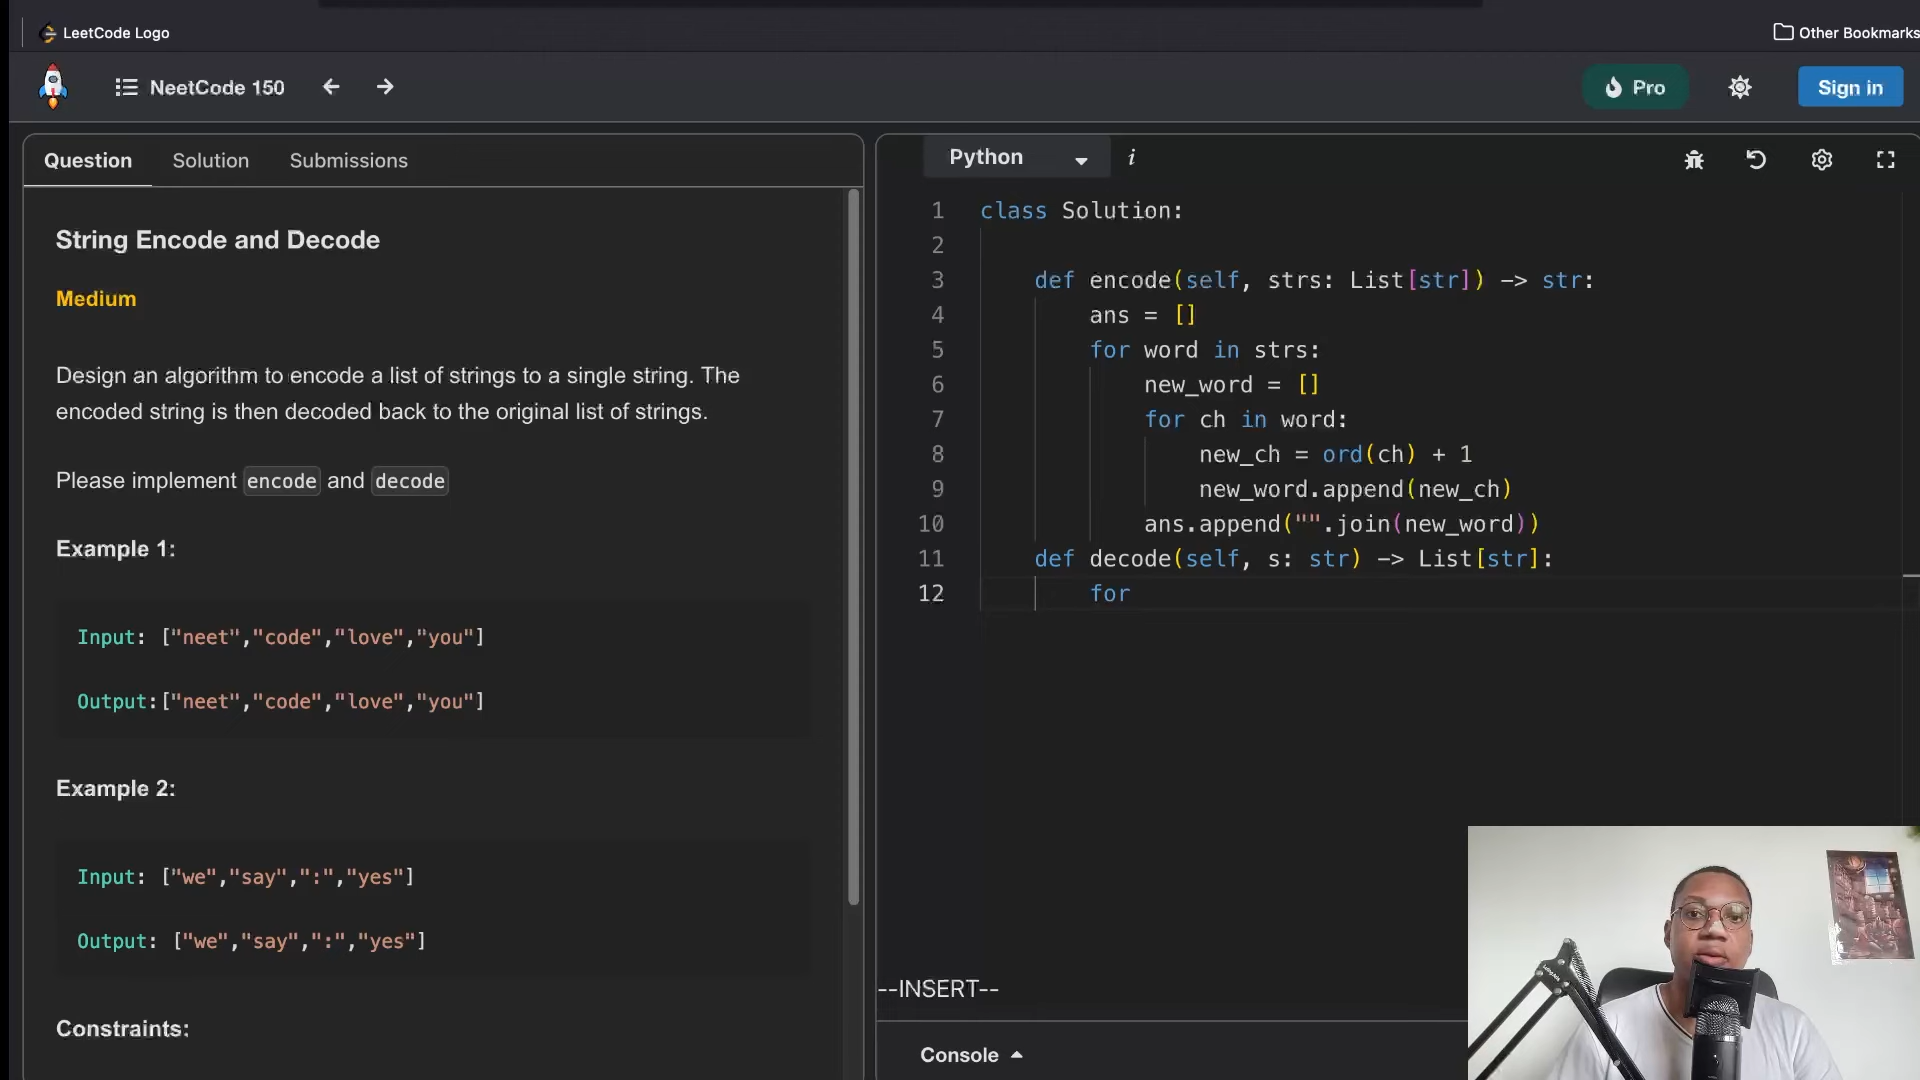 LeetCode Logo
Other Bookmarks
NeetCode 150
Pro
Sign in
Question Solution Submissions
String Encode and Decode
Medium
Design an algorithm to encode a list of strings to a single string. The
encoded string is then decoded back to the original list of strings.
Please implement encode and decode
Example 1:
Input: ["neet","code","love","you"]
Output:["neet","code","love","you"]
Example 2:
Input: ["we","say",":","yes"]
Output: ["we","say",":","yes"]
Constraints:
Python i
1 class Solution:
2
3 def encode(self, strs: List[str]) -> str:
4 ans = []
5 for word in strs:
6 new_word = []
7 for ch in word:
8 new_ch = ord(ch) + 1
9 new_word.append(new_ch)
10 ans.append("".join(new_word))
11 def decode(self, s: str) -> List[str]:
12 for
--INSERT--
Console